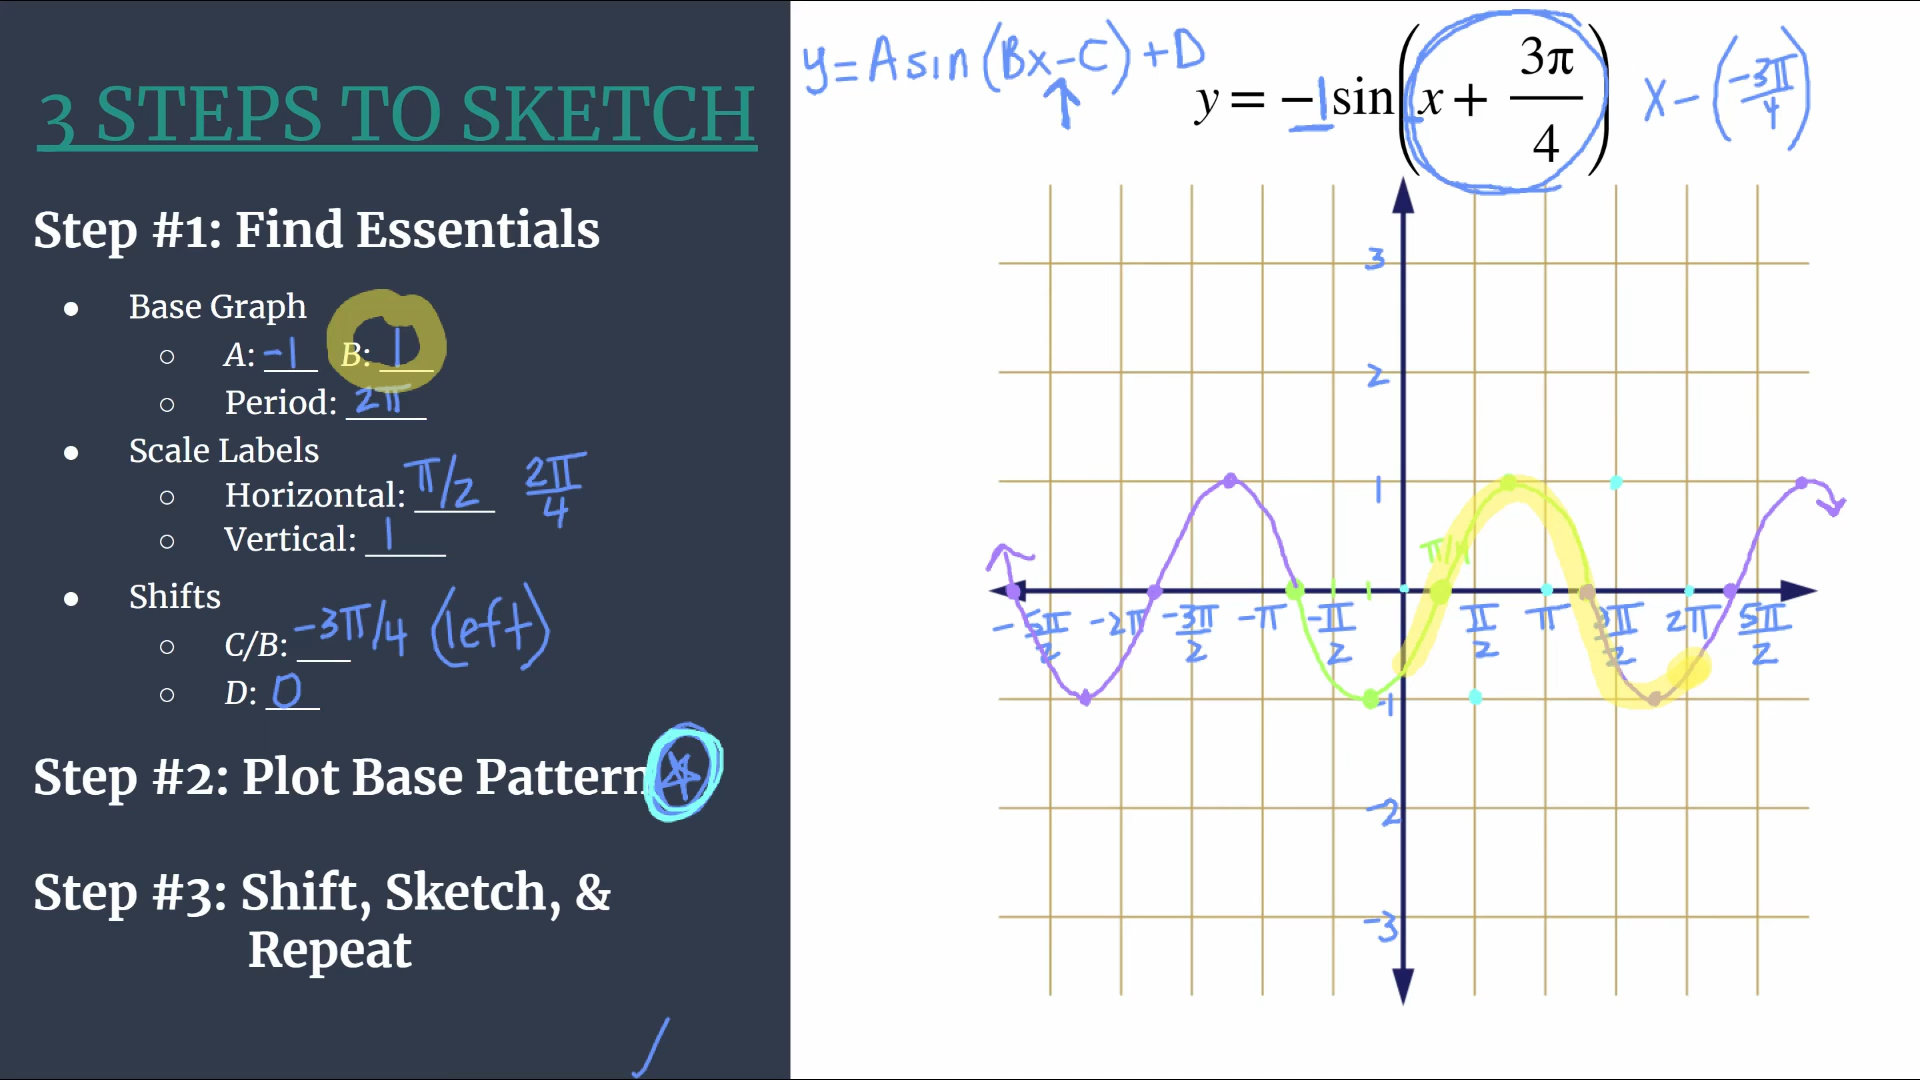 3 STEPS TO SKETCH
Step #1: Find Essentials
● Base Graph
○ A: -1 B: 1
○ Period: 2π
● Scale Labels
○ Horizontal: π/2 2π/4
○ Vertical: 1
● Shifts
○ C/B: -3π/4 (left)
○ D: 0
Step #2: Plot Base Pattern
Step #3: Shift, Sketch, &
Repeat
y = A sin (Bx - C) + D
y = -1 sin(x + 3π/4) x - (-3π/4)
3
2
1
π/4
-5π/2 -2π -3π/2 -π -π/2 π/2 π 3π/2 2π 5π/2
-1
-2
-3